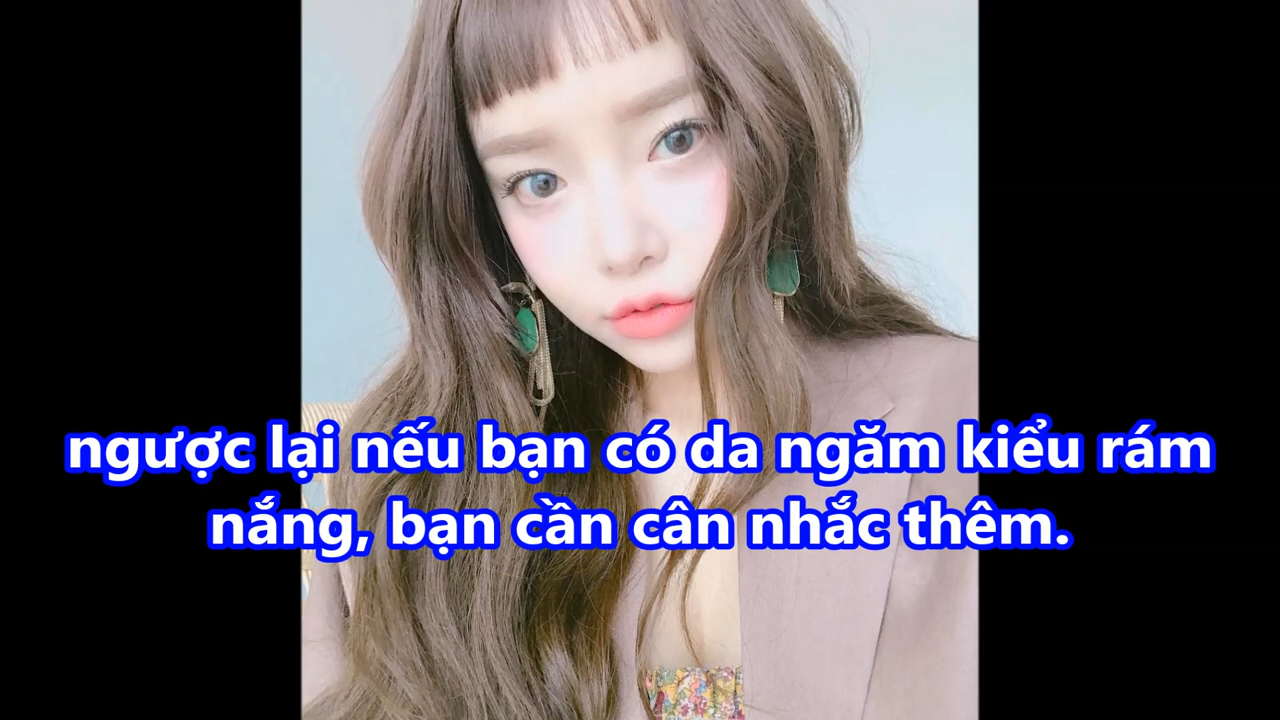 ngược lại nếu bạn có da ngăm kiểu rám
nắng, bạn cần cân nhắc thêm.